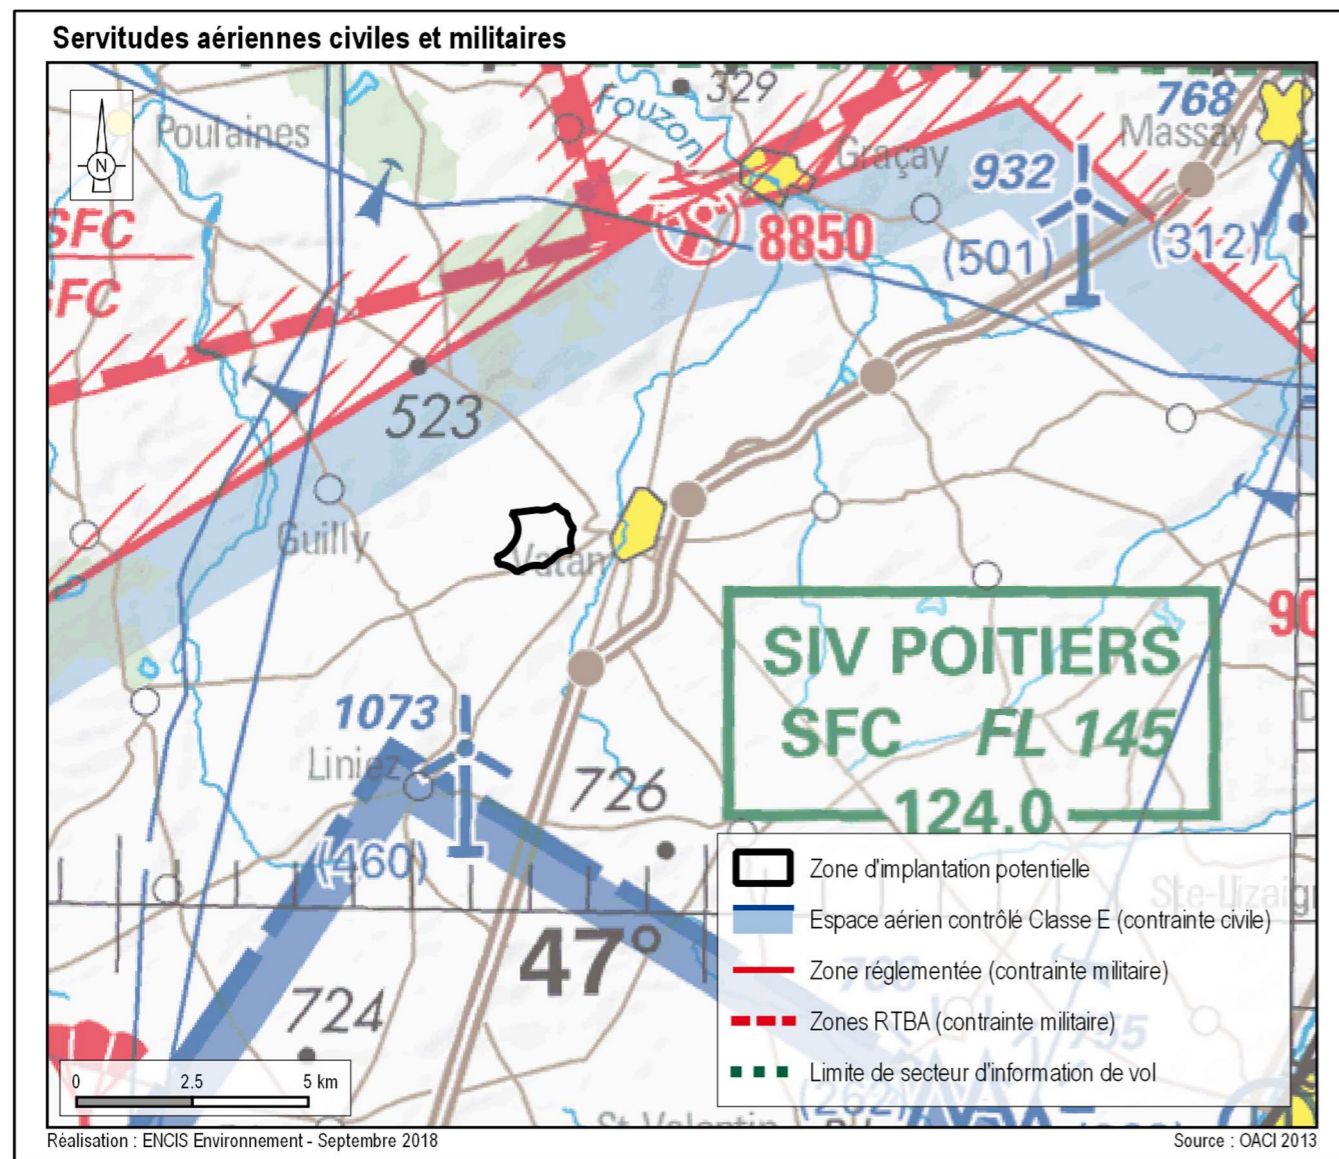 Servitudes aériennes civiles et militaires
N
Poulaines
Fouzon
329
768
Massay
Graçay
932
(501)
(312)
8850
SFC
523
Guilly
Vatan
SIV POITIERS
SFC FL 145
124.0
1073
Liniez
(460)
726
47°
724
Zone d'implantation potentielle
Espace aérien contrôlé Classe E (contrainte civile)
Zone réglementée (contrainte militaire)
Zones RTBA (contrainte militaire)
Limite de secteur d'information de vol
0 2.5 5 km
Réalisation : ENCIS Environnement - Septembre 2018
Source : OACI 2013